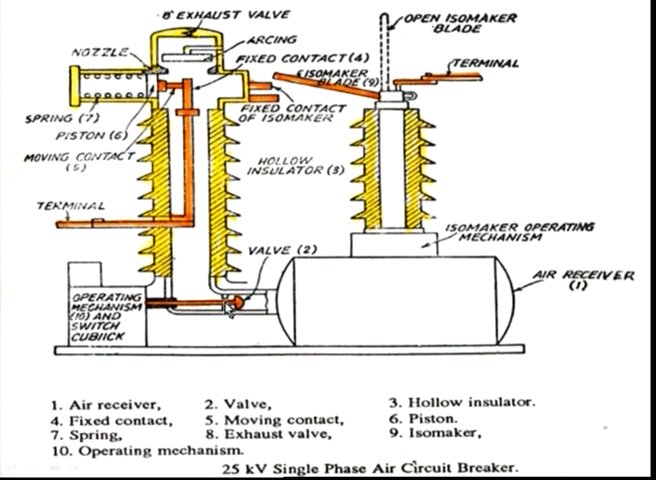 8 EXHAUST VALVE
OPEN ISOMAKER
BLADE
ARCING
NOZZLE
FIXED CONTACT (4)
TERMINAL
ISOMAKER
BLADE (9)
SPRING (7)
FIXED CONTACT
OF ISOMAKER
PISTON (6)
MOVING CONTACT
(5)
HOLLOW
INSULATOR (3)
TERMINAL
ISOMAKER OPERATING
MECHANISM
VALVE (2)
AIR RECEIVER
(1)
OPERATING
MECHANISM
(10) AND
SWITCH
CUBIICK
1. Air receiver, 2. Valve, 3. Hollow insulator.
4. Fixed contact, 5. Moving contact, 6. Piston.
7. Spring, 8. Exhaust valve, 9. Isomaker,
10. Operating mechanism.
25 kV Single Phase Air Circuit Breaker.